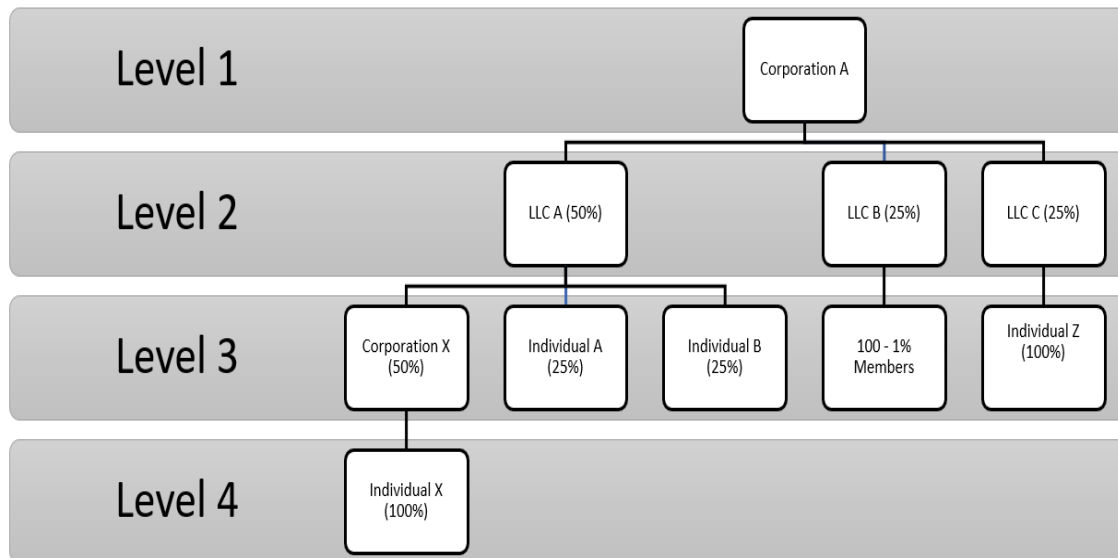 Level 1
Corporation A
Level 2
LLC A (50%)
LLC B (25%)
LLC C (25%)
Level 3
Corporation X
(50%)
Individual A
(25%)
Individual B
(25%)
100 - 1%
Members
Individual Z
(100%)
Level 4
Individual X
(100%)